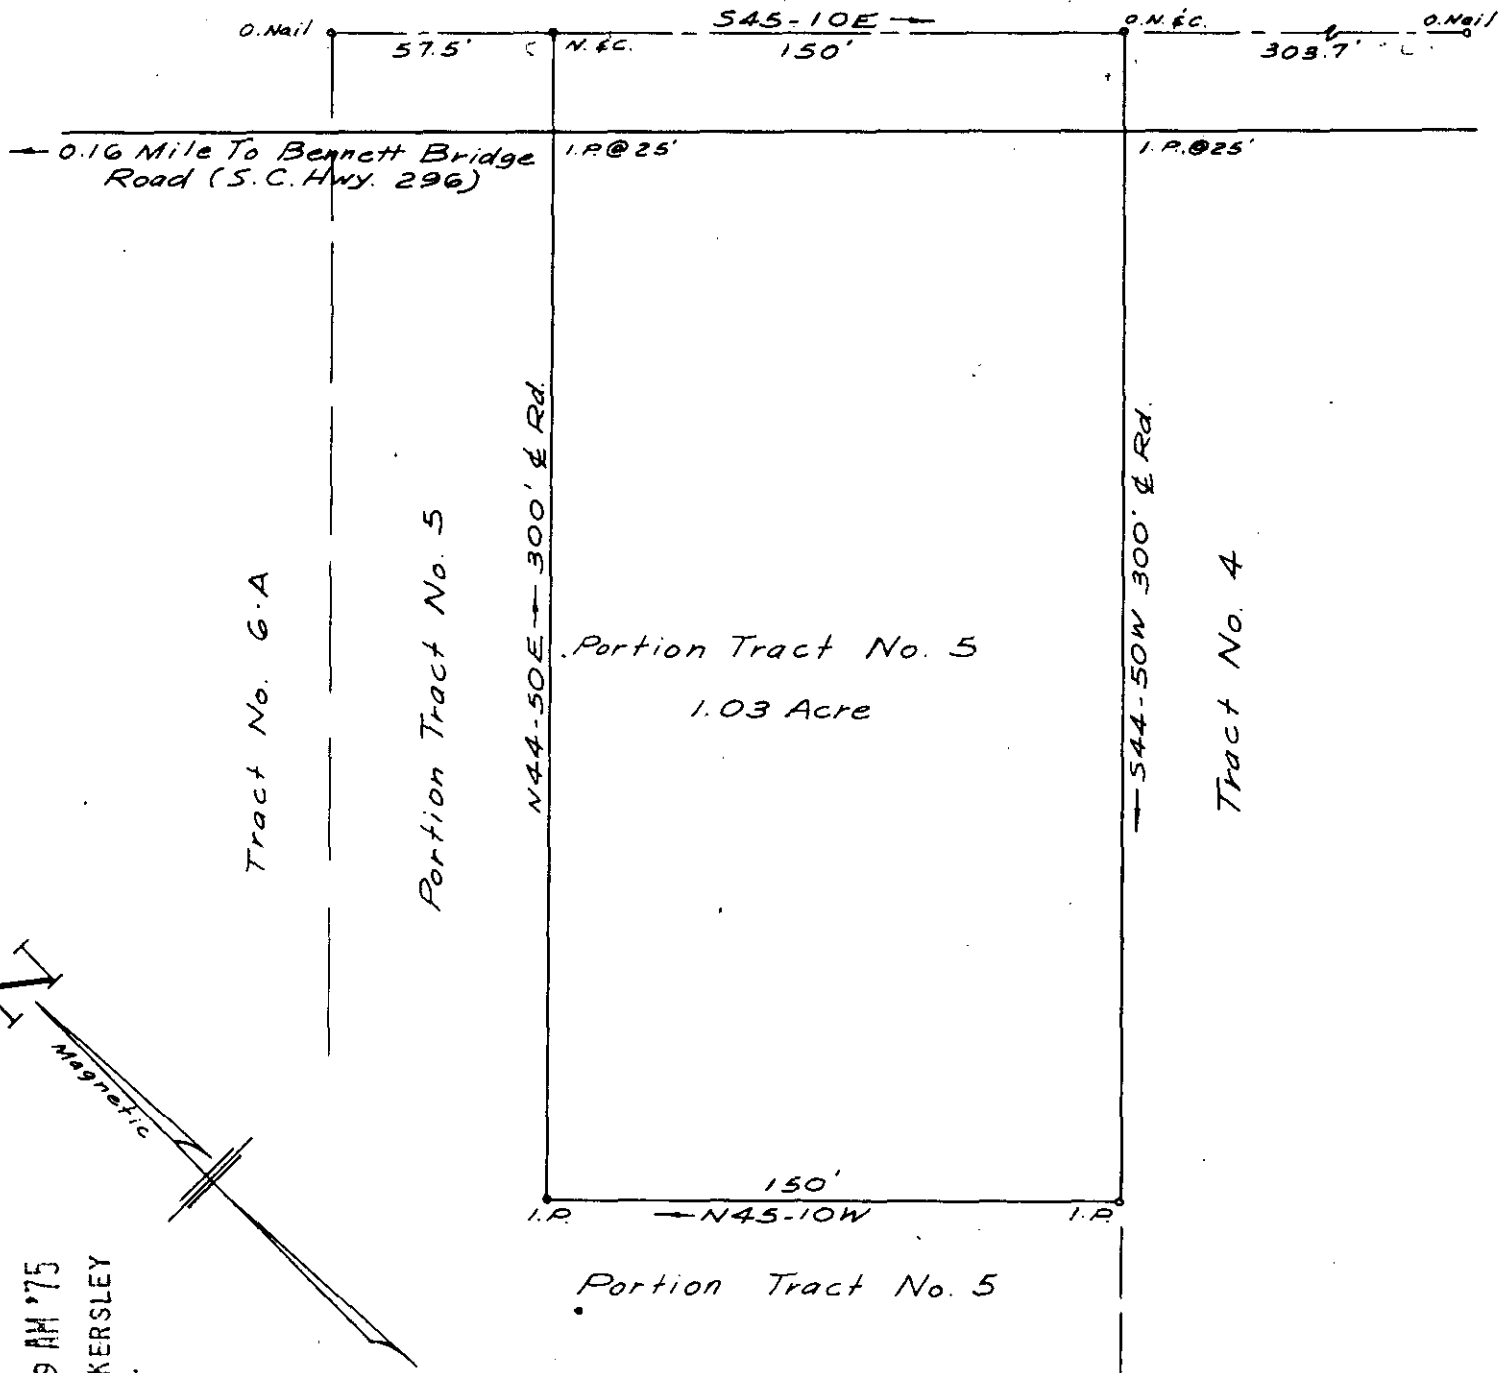 O.Nail
S45-10E
O.N.&C.
O.Nail
57.5'
N.&C.
150'
303.7'
0.16 Mile To Bennett Bridge
Road (S.C. Hwy. 296)
I.P.@25'
I.P.@25'
Tract No. 6-A
Portion Tract No. 5
N44-50E 300' ℄ Rd.
Portion Tract No. 5
1.03 Acre
S44-50W 300' ℄ Rd.
Tract No. 4
N
Magnetic
150'
I.P.
N45-10W
I.P.
Portion Tract No. 5
9 AM '75
KERSLEY